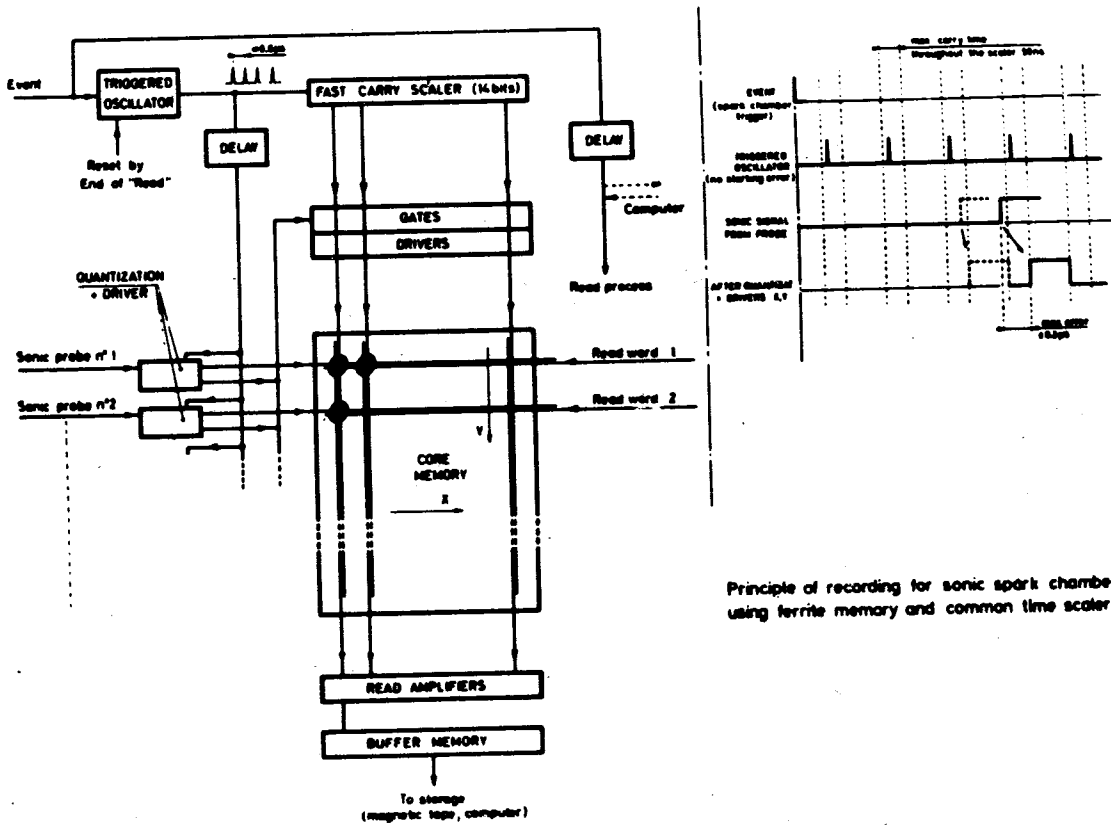 Event
TRIGGERED
OSCILLATOR
FAST CARRY SCALER (14 bits)
DELAY
DELAY
Reset by
End of "Read"
Computer
GATES
DRIVERS
Read process
QUANTIZATION
+ DRIVER
Sonic probe n°1
Read word 1
Sonic probe n°2
Read word 2
Y
CORE
MEMORY
X
READ AMPLIFIERS
BUFFER MEMORY
To storage
(magnetic tape, computer)
max. carry time
throughout the scaler
EVENT
(spark chamber
trigger)
TRIGGERED
OSCILLATOR
(no starting error)
SONIC SIGNAL
FROM PROBE
AFTER QUANTIZAT
+ DRIVERS X,Y
max. error
Principle of recording for sonic spark chambe
using ferrite memory and common time scaler